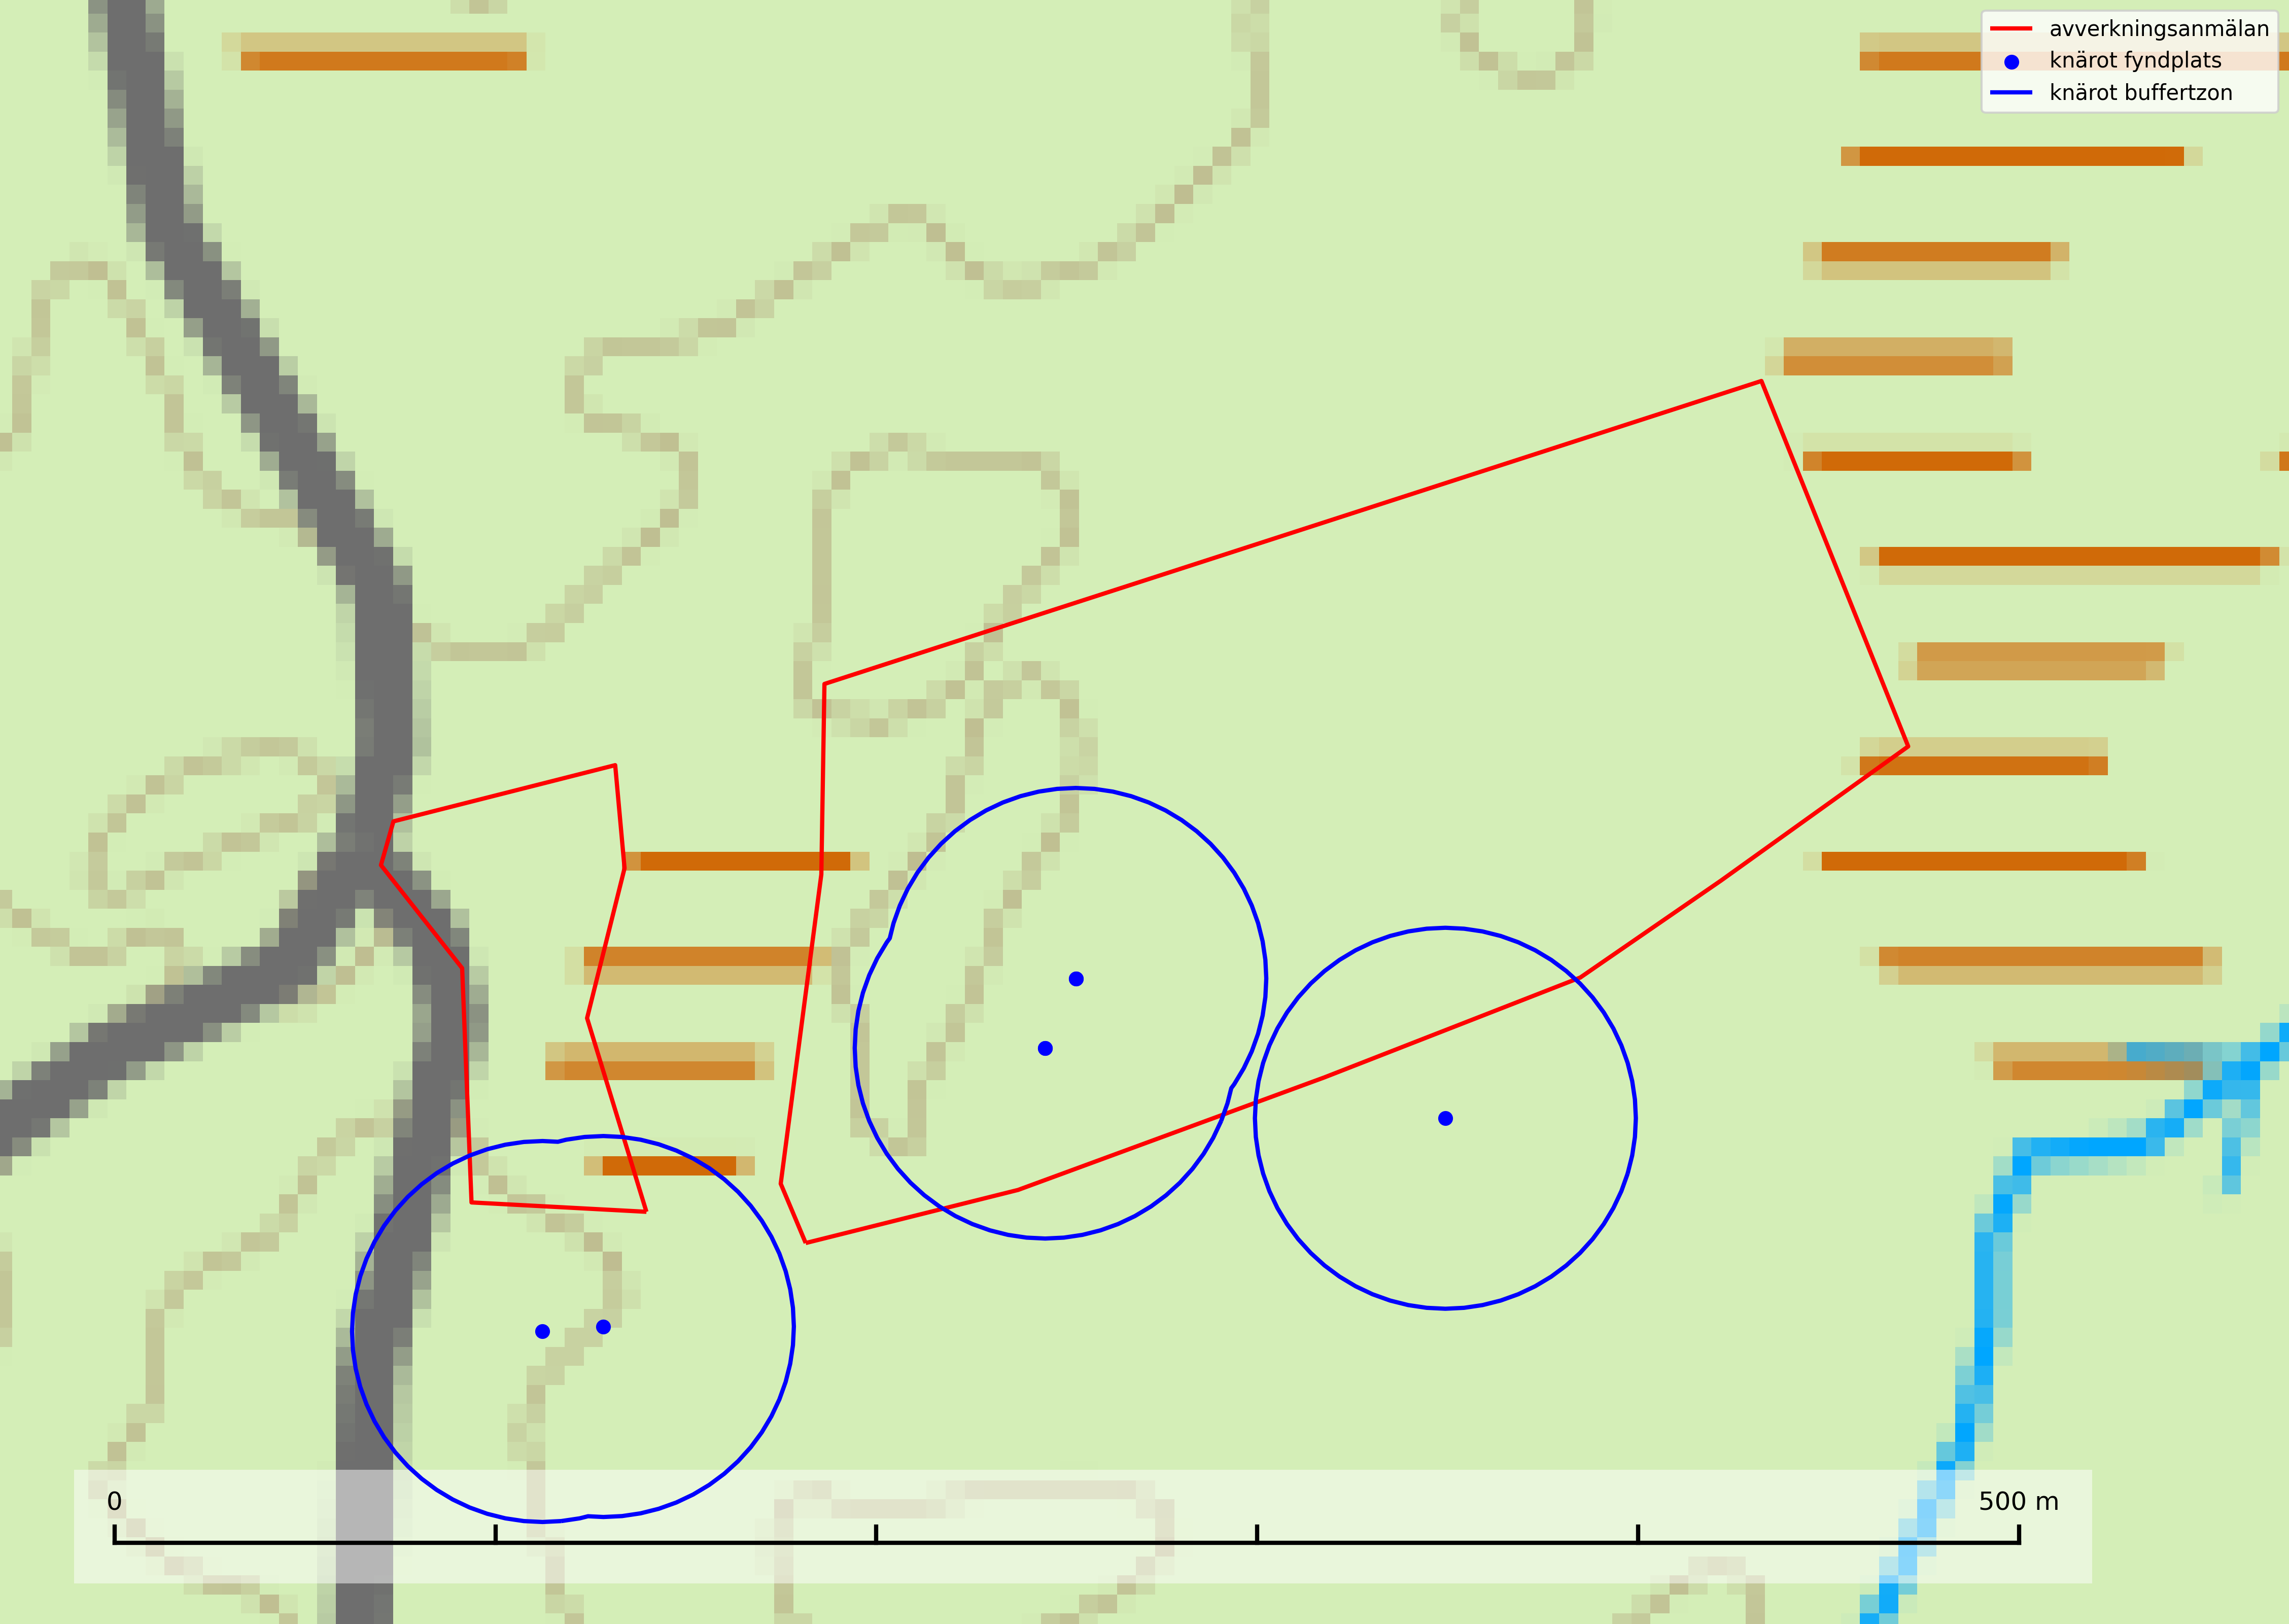 avverkningsanmälan
knärot fyndplats
knärot buffertzon
0
500 m